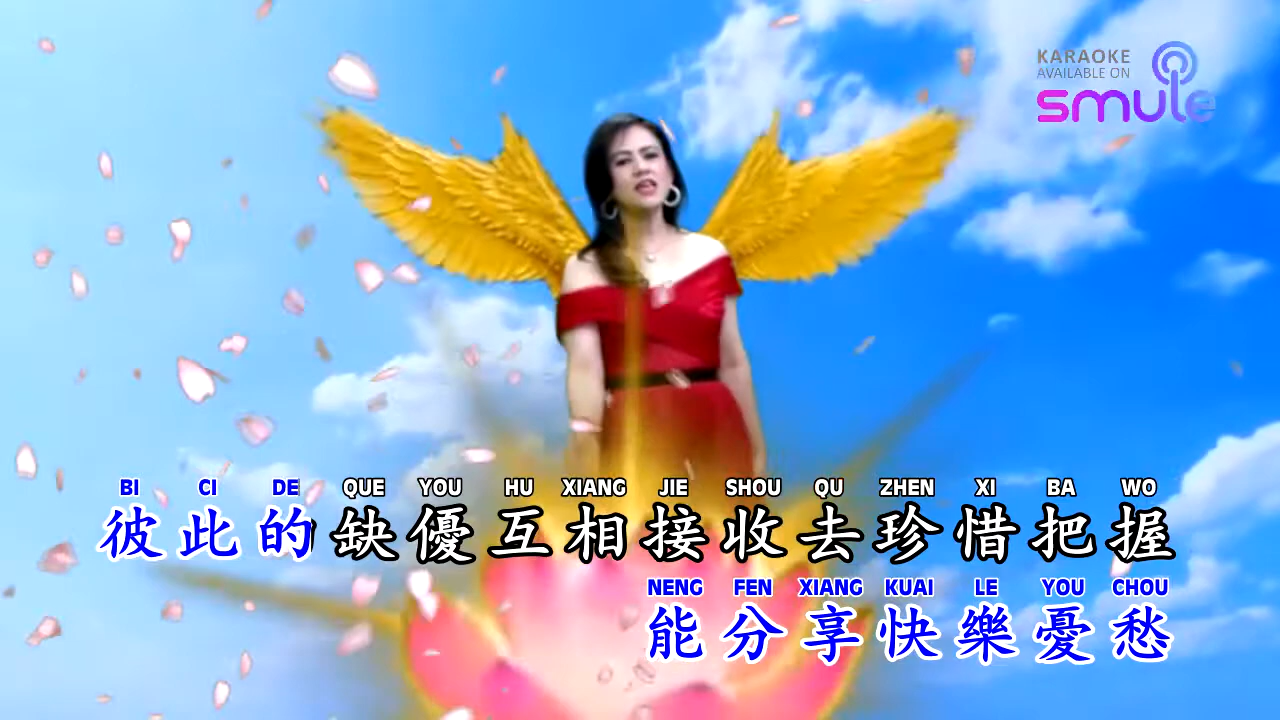 KARAOKE
AVAILABLE ON
smule
BI CI DE QUE YOU HU XIANG JIE SHOU QU ZHEN XI BA WO
彼此的缺優互相接收去珍惜把握
NENG FEN XIANG KUAI LE YOU CHOU
能分享快樂憂愁